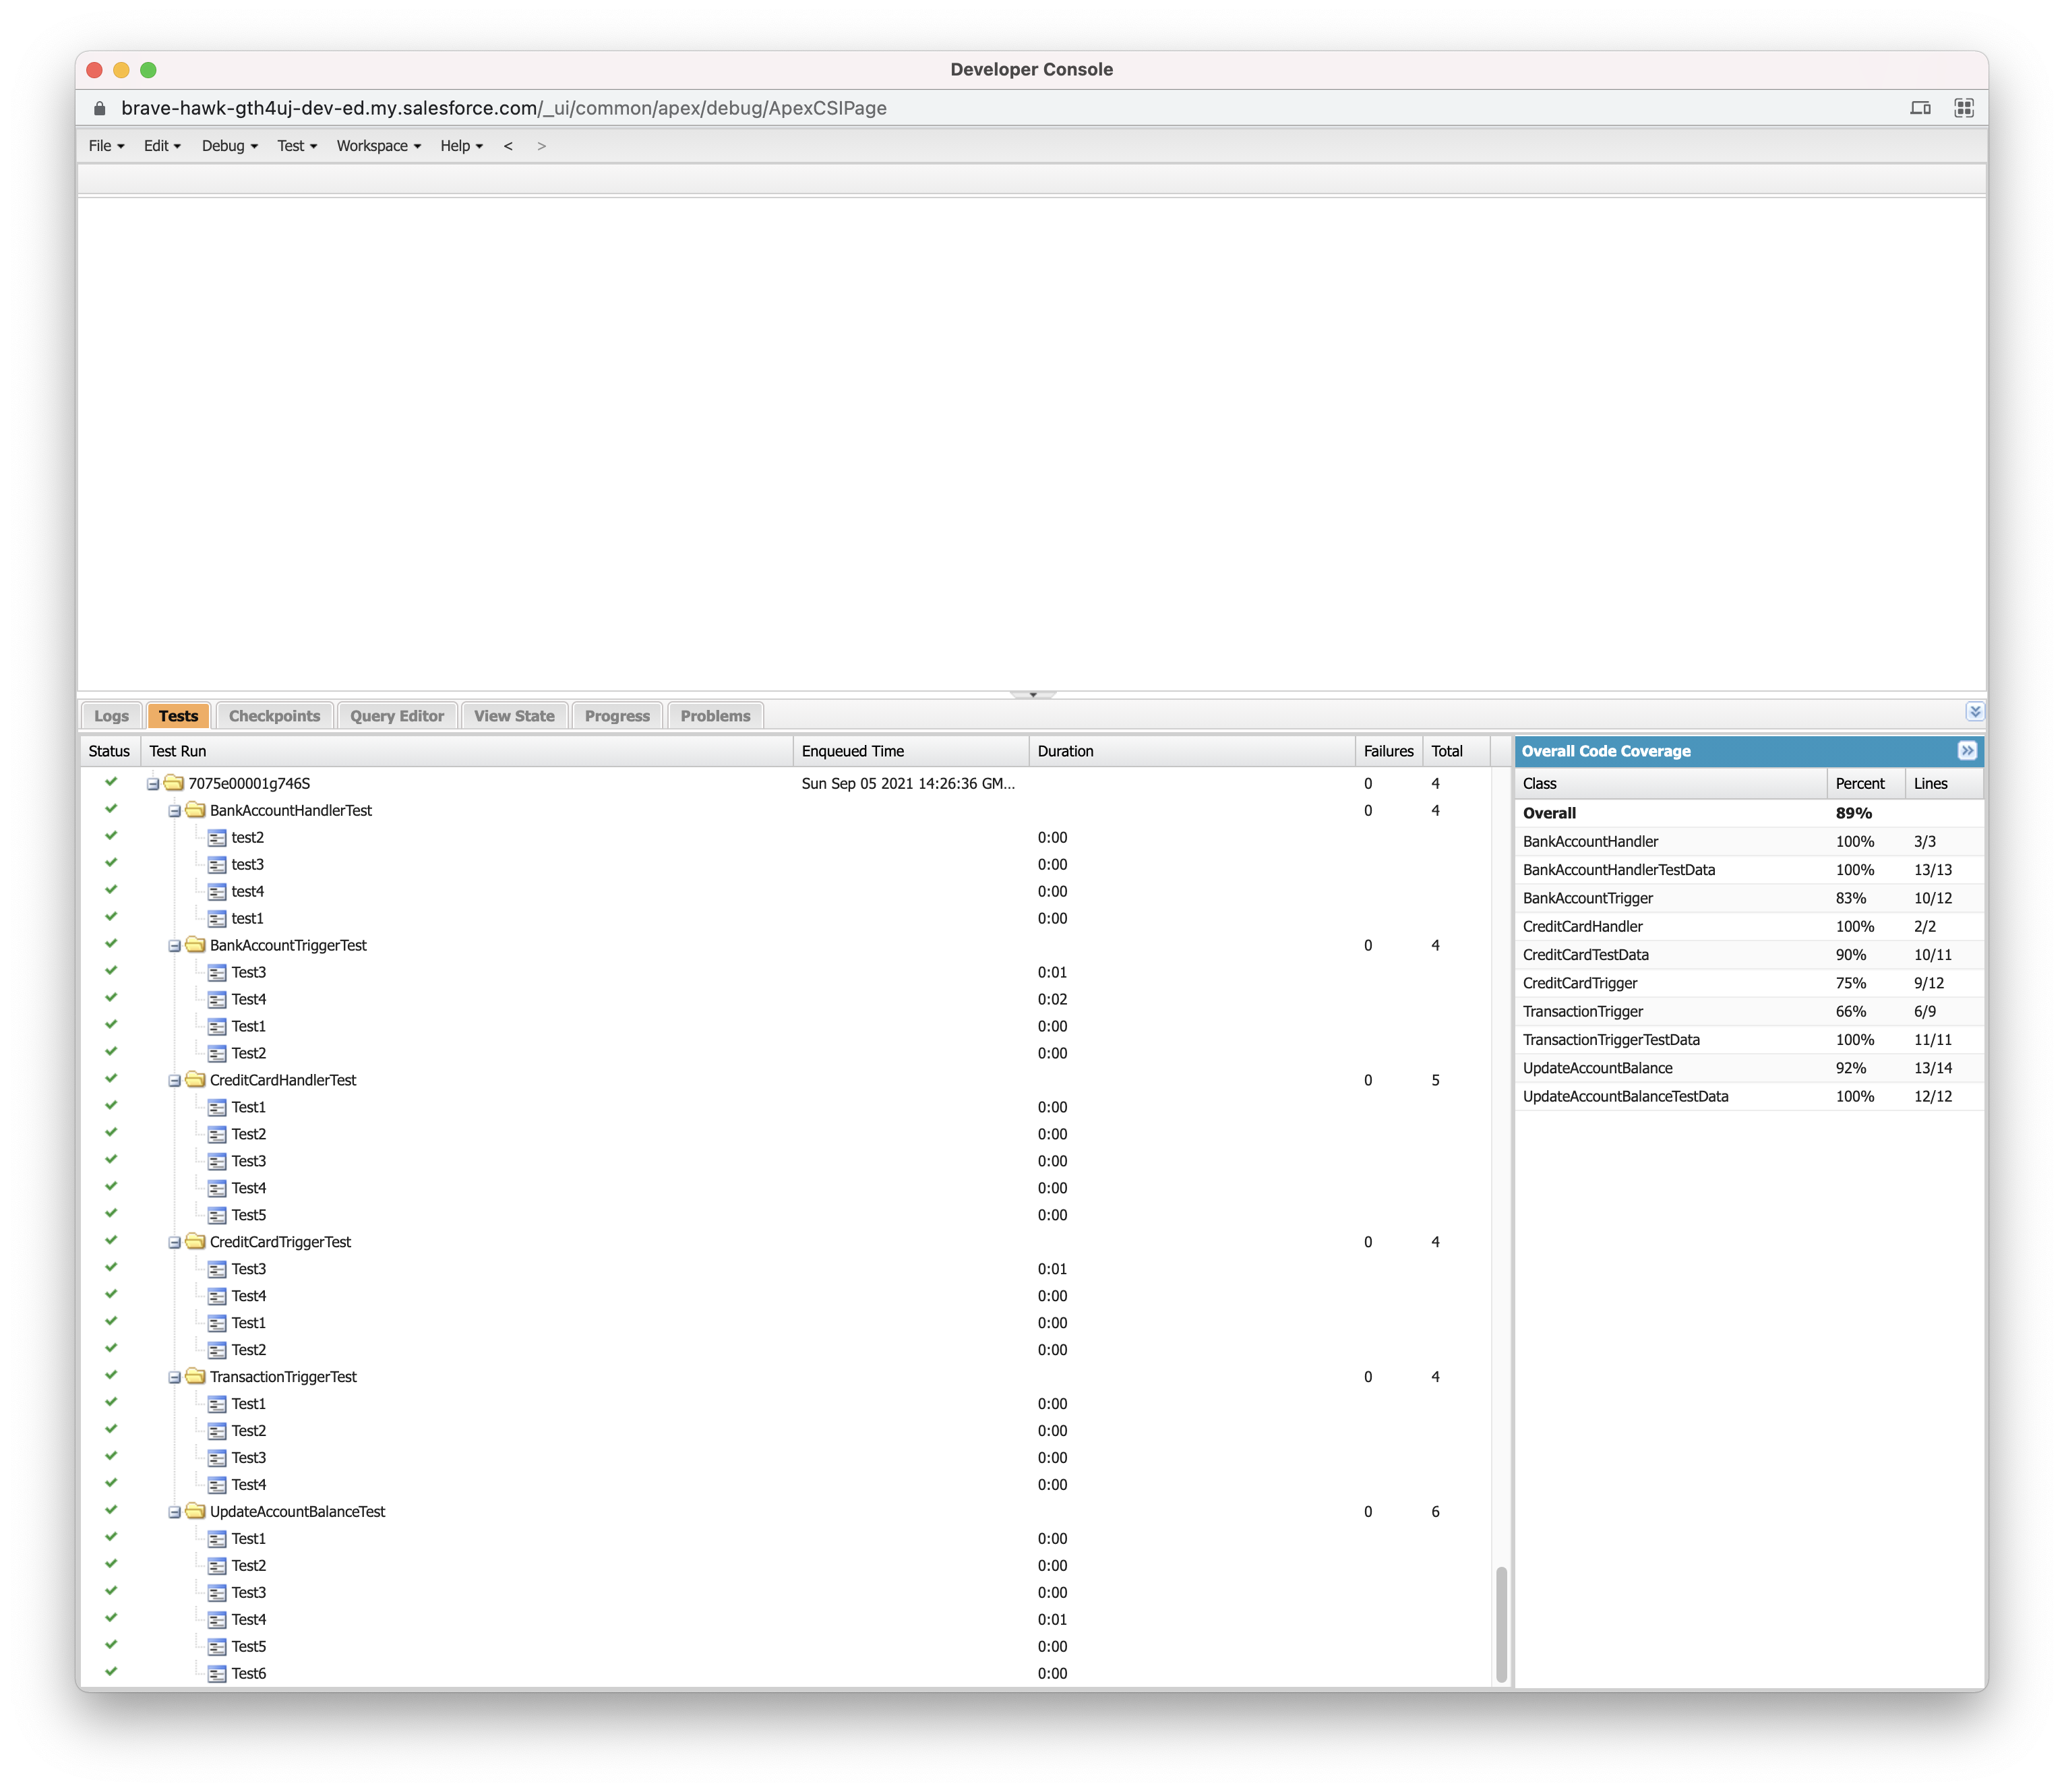 Developer Console
brave-hawk-gth4uj-dev-ed.my.salesforce.com/_ui/common/apex/debug/ApexCSIPage
File Edit Debug Test Workspace Help < >
Logs Tests Checkpoints Query Editor View State Progress Problems
Status Test Run Enqueued Time Duration Failures Total
7075e00001g746S Sun Sep 05 2021 14:26:36 GM... 0 4
BankAccountHandlerTest 0 4
test2 0:00
test3 0:00
test4 0:00
test1 0:00
BankAccountTriggerTest 0 4
Test3 0:01
Test4 0:02
Test1 0:00
Test2 0:00
CreditCardHandlerTest 0 5
Test1 0:00
Test2 0:00
Test3 0:00
Test4 0:00
Test5 0:00
CreditCardTriggerTest 0 4
Test3 0:01
Test4 0:00
Test1 0:00
Test2 0:00
TransactionTriggerTest 0 4
Test1 0:00
Test2 0:00
Test3 0:00
Test4 0:00
UpdateAccountBalanceTest 0 6
Test1 0:00
Test2 0:00
Test3 0:00
Test4 0:01
Test5 0:00
Test6 0:00
Overall Code Coverage
Class Percent Lines
Overall 89%
BankAccountHandler 100% 3/3
BankAccountHandlerTestData 100% 13/13
BankAccountTrigger 83% 10/12
CreditCardHandler 100% 2/2
CreditCardTestData 90% 10/11
CreditCardTrigger 75% 9/12
TransactionTrigger 66% 6/9
TransactionTriggerTestData 100% 11/11
UpdateAccountBalance 92% 13/14
UpdateAccountBalanceTestData 100% 12/12